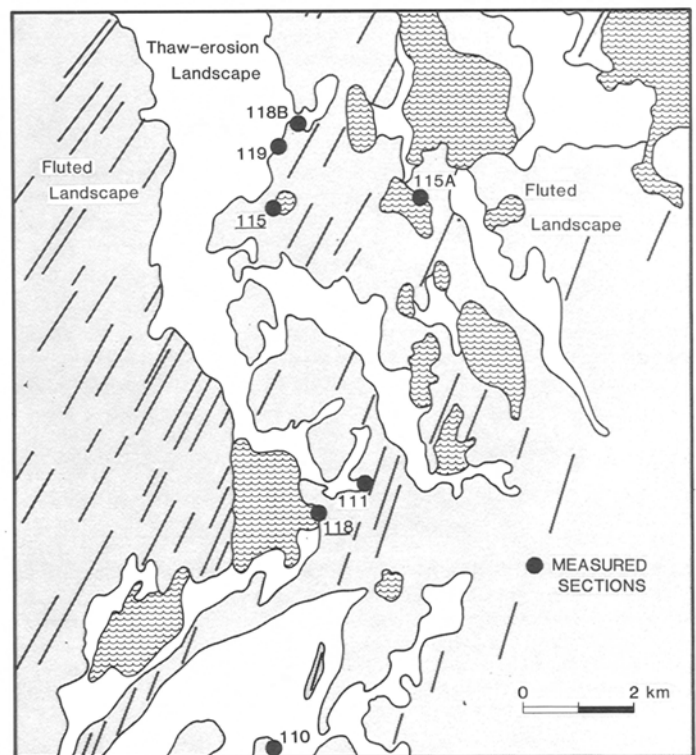 Thaw-erosion
Landscape
118B
119
Fluted
Landscape
115A
Fluted
Landscape
115
111
118
MEASURED
SECTIONS
0 2 km
110